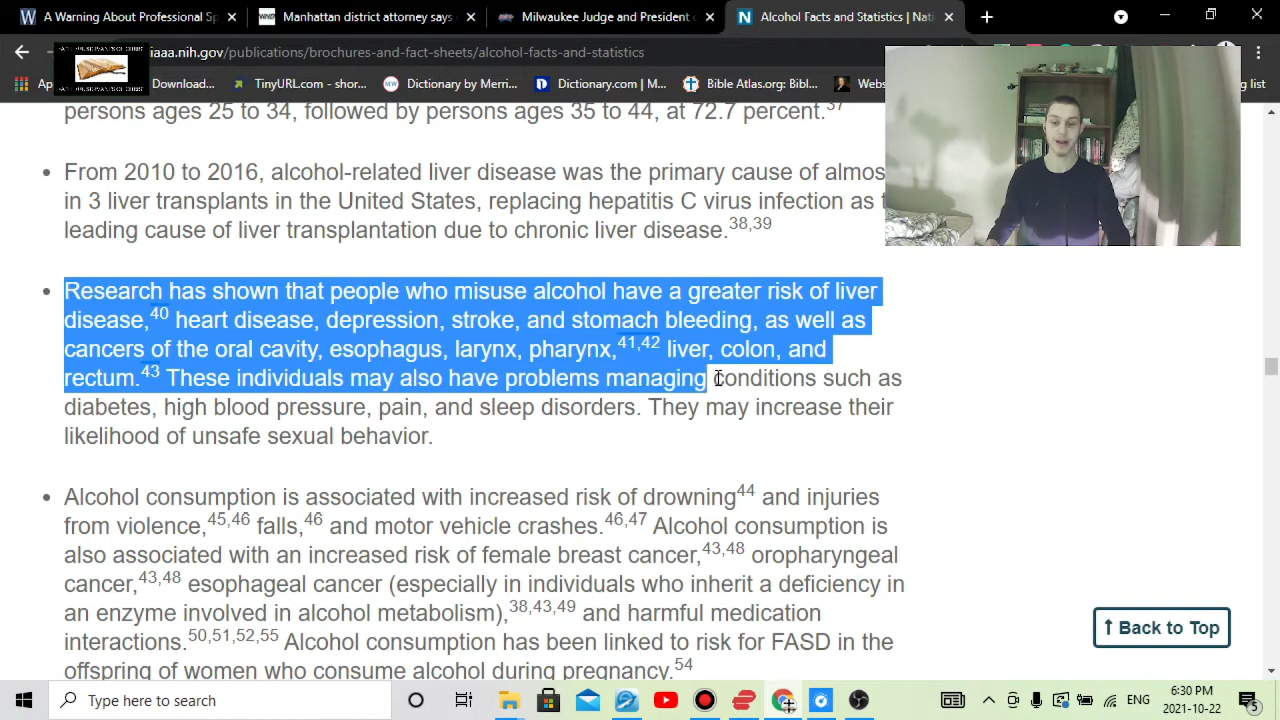 A Warning About Professional Sp
Manhattan district attorney says
Milwaukee Judge and President o
Alcohol Facts and Statistics | Nati
iaaa.nih.gov/publications/brochures-and-fact-sheets/alcohol-facts-and-statistics
Ap
Download...
TinyURL.com - shor...
Dictionary by Merri...
Dictionary.com | M...
Bible Atlas.org: Bibl...
Webs
ng list
persons ages 25 to 34, followed by persons ages 35 to 44, at 72.7 percent.37
From 2010 to 2016, alcohol-related liver disease was the primary cause of almos
in 3 liver transplants in the United States, replacing hepatitis C virus infection as t
leading cause of liver transplantation due to chronic liver disease.38,39
Research has shown that people who misuse alcohol have a greater risk of liver
disease,40 heart disease, depression, stroke, and stomach bleeding, as well as
cancers of the oral cavity, esophagus, larynx, pharynx,41,42 liver, colon, and
rectum.43 These individuals may also have problems managing conditions such as
diabetes, high blood pressure, pain, and sleep disorders. They may increase their
likelihood of unsafe sexual behavior.
Alcohol consumption is associated with increased risk of drowning44 and injuries
from violence,45,46 falls,46 and motor vehicle crashes.46,47 Alcohol consumption is
also associated with an increased risk of female breast cancer,43,48 oropharyngeal
cancer,43,48 esophageal cancer (especially in individuals who inherit a deficiency in
an enzyme involved in alcohol metabolism),38,43,49 and harmful medication
interactions.50,51,52,55 Alcohol consumption has been linked to risk for FASD in the
offspring of women who consume alcohol during pregnancy.54
Back to Top
Type here to search
ENG
6:30 PM
2021-10-22
5